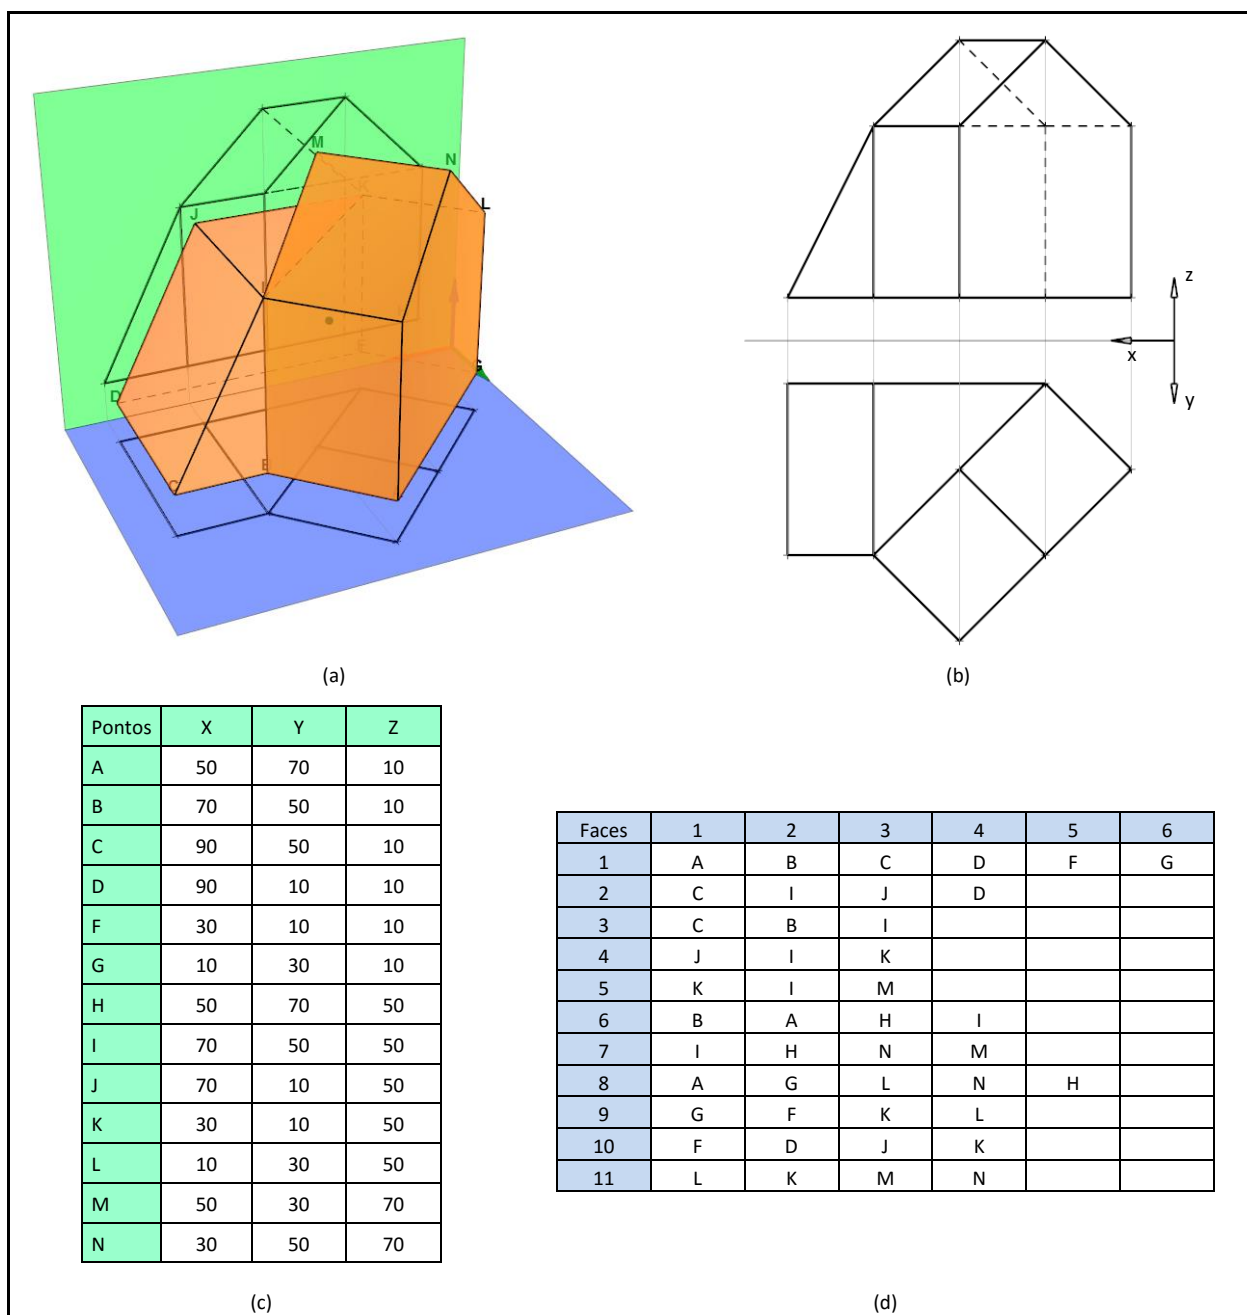 M
N
K
L
J
I
E
D
G
C
B
z
x
y
(a)
(b)
Pontos X Y Z
A 50 70 10
B 70 50 10
C 90 50 10
D 90 10 10
F 30 10 10
G 10 30 10
H 50 70 50
I 70 50 50
J 70 10 50
K 30 10 50
L 10 30 50
M 50 30 70
N 30 50 70
(c)
Faces 1 2 3 4 5 6
1 A B C D F G
2 C I J D
3 C B I
4 J I K
5 K I M
6 B A H I
7 I H N M
8 A G L N H
9 G F K L
10 F D J K
11 L K M N
(d)